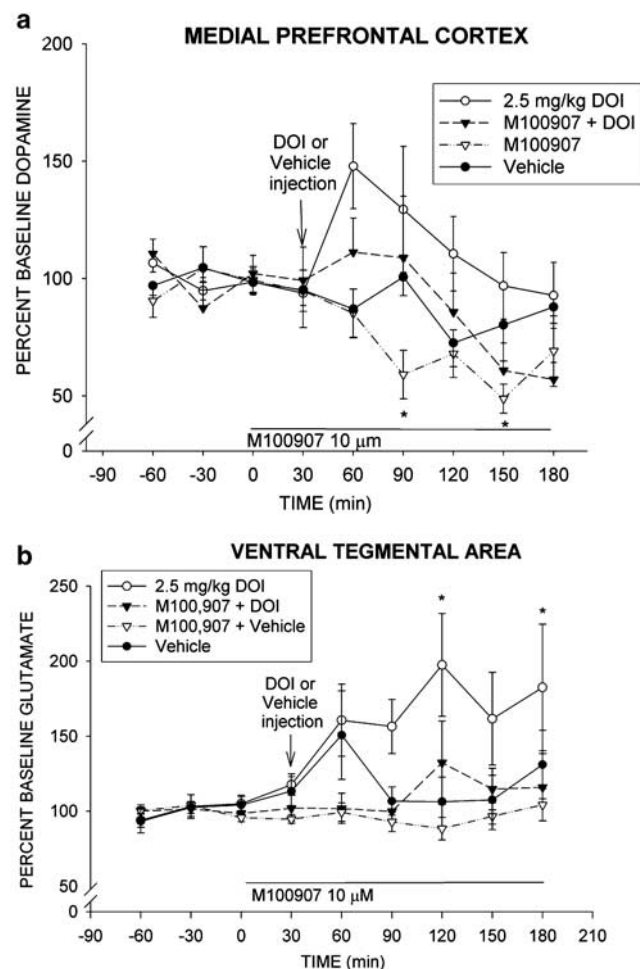 a
MEDIAL PREFRONTAL CORTEX
200
150
100
50
0
PERCENT BASELINE DOPAMINE
DOI or
Vehicle
injection
2.5 mg/kg DOI
M100907 + DOI
M100907
Vehicle
*
*
M100907 10 μm
-90 -60 -30 0 30 60 90 120 150 180
TIME (min)
b
VENTRAL TEGMENTAL AREA
250
200
150
100
50
0
PERCENT BASELINE GLUTAMATE
2.5 mg/kg DOI
M100,907 + DOI
M100,907 + Vehicle
Vehicle
DOI or
Vehicle
injection
*
*
M100907 10 μM
-90 -60 -30 0 30 60 90 120 150 180 210
TIME (min)